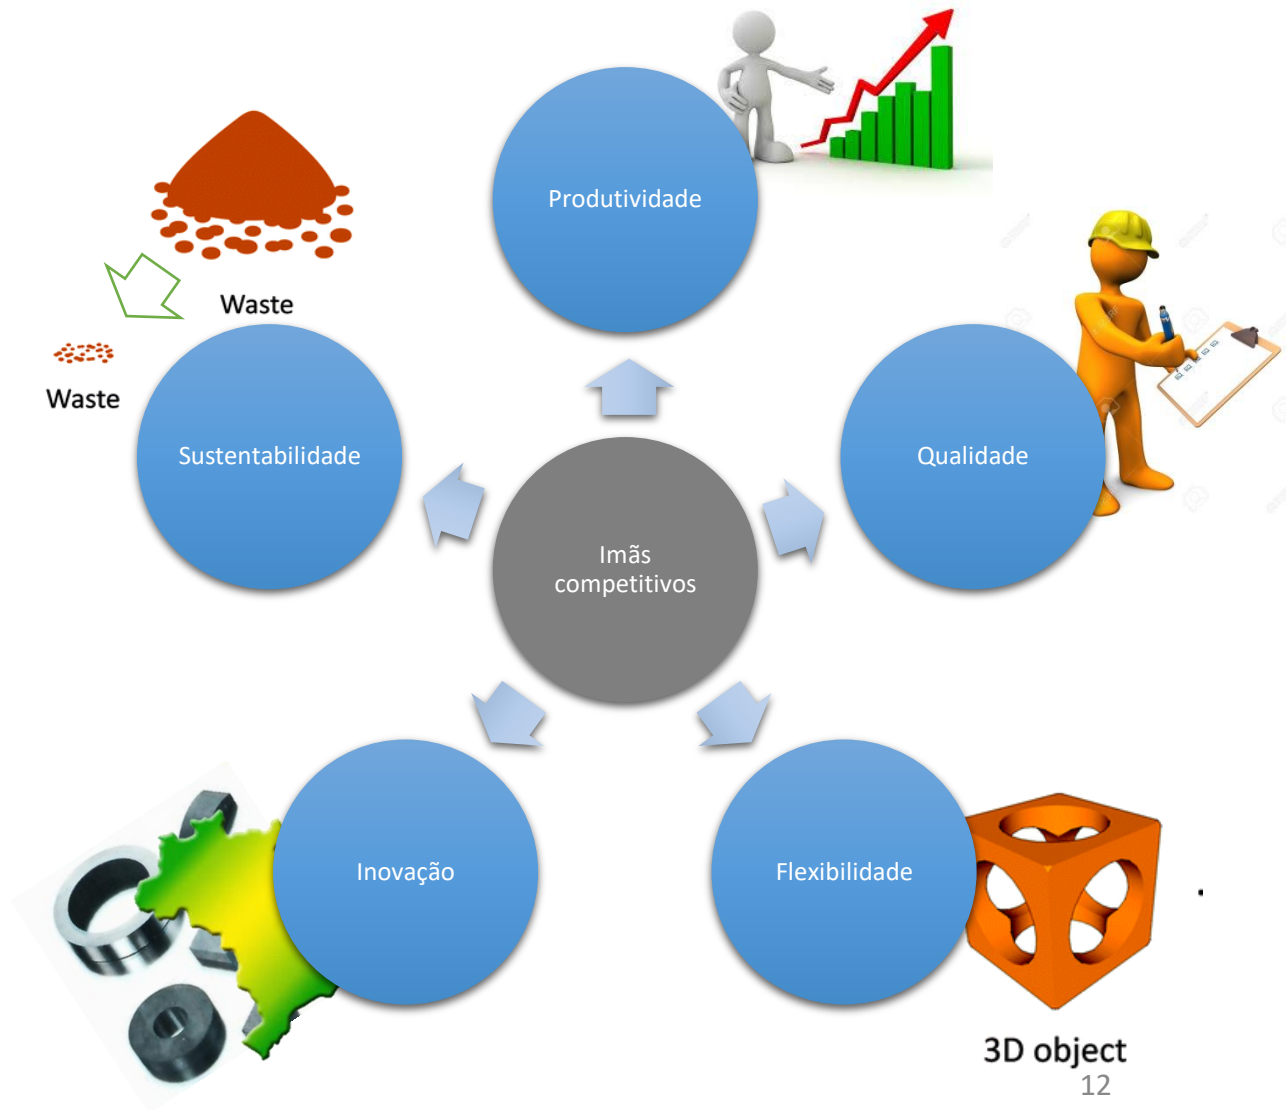 Produtividade
Waste
Waste
Sustentabilidade
Qualidade
Imãs
competitivos
Inovação
Flexibilidade
3D object
12